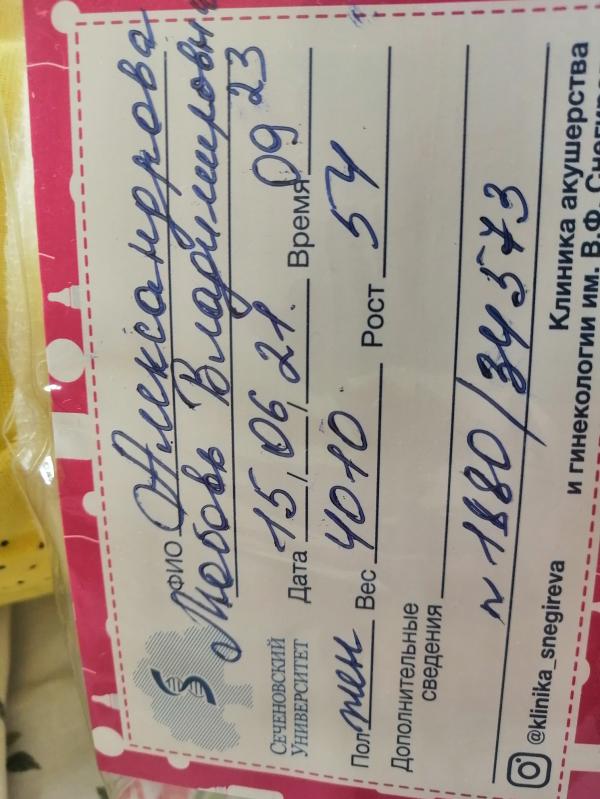 Сеченовский
Университет
ФИО Александрова
Любовь Владимировн
Дата 15/06/21. Время 09 23
Пол жен Вес 4010 Рост 54
Дополнительные
сведения
n 1880/34573
@klinika_snegireva
Клиника акушерства
и гинекологии им. В.Ф. Снегир